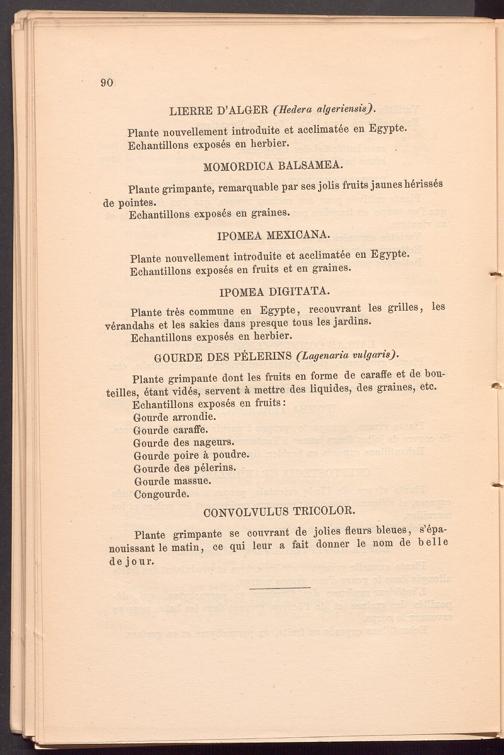 90
LIERRE D'ALGER (Hedera algeriensis).
Plante nouvellement introduite et acclimatée en Egypte.
Echantillons exposés en herbier.
MOMORDICA BALSAMEA.
Plante grimpante, remarquable par ses jolis fruits jaunes hérissés
de pointes.
Echantillons exposés en graines.
IPOMEA MEXICANA.
Plante nouvellement introduite et acclimatée en Egypte.
Echantillons exposés en fruits et en graines.
IPOMEA DIGITATA.
Plante très commune en Egypte, recouvrant les grilles, les
vérandahs et les sakies dans presque tous les jardins.
Echantillons exposés en herbier.
GOURDE DES PÉLERINS (Lagenaria vulgaris).
Plante grimpante dont les fruits en forme de caraffe et de bou-
teilles, étant vidés, servent à mettre des liquides, des graines, etc.
Echantillons exposés en fruits:
Gourde arrondie.
Gourde caraffe.
Gourde des nageurs.
Gourde poire à poudre.
Gourde des pélerins.
Gourde massue.
Congourde.
CONVOLVULUS TRICOLOR.
Plante grimpante se couvrant de jolies fleurs bleues, s'épa-
nouissant le matin, ce qui leur a fait donner le nom de belle
de jour.